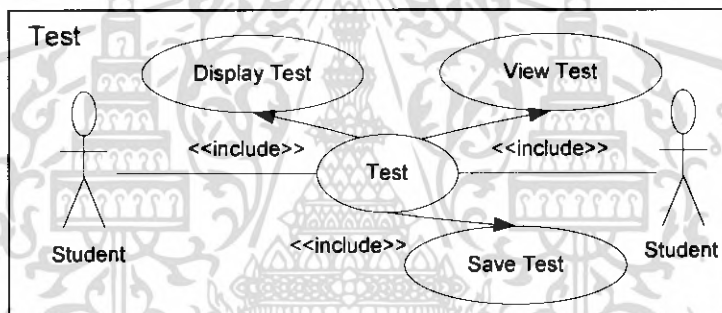 Test
Display Test
View Test
<<include>>
<<include>>
Test
Student
<<include>>
Student
Save Test